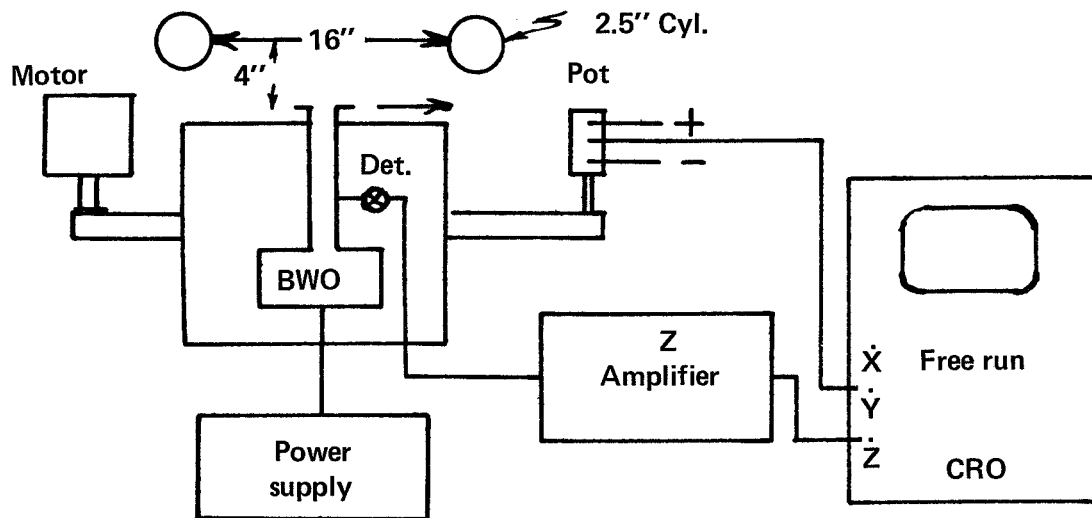 16″
2.5″ Cyl.
4″
Motor
Pot
+
−
Det.
BWO
Z
Amplifier
X
Free run
Y
Z
CRO
Power
supply